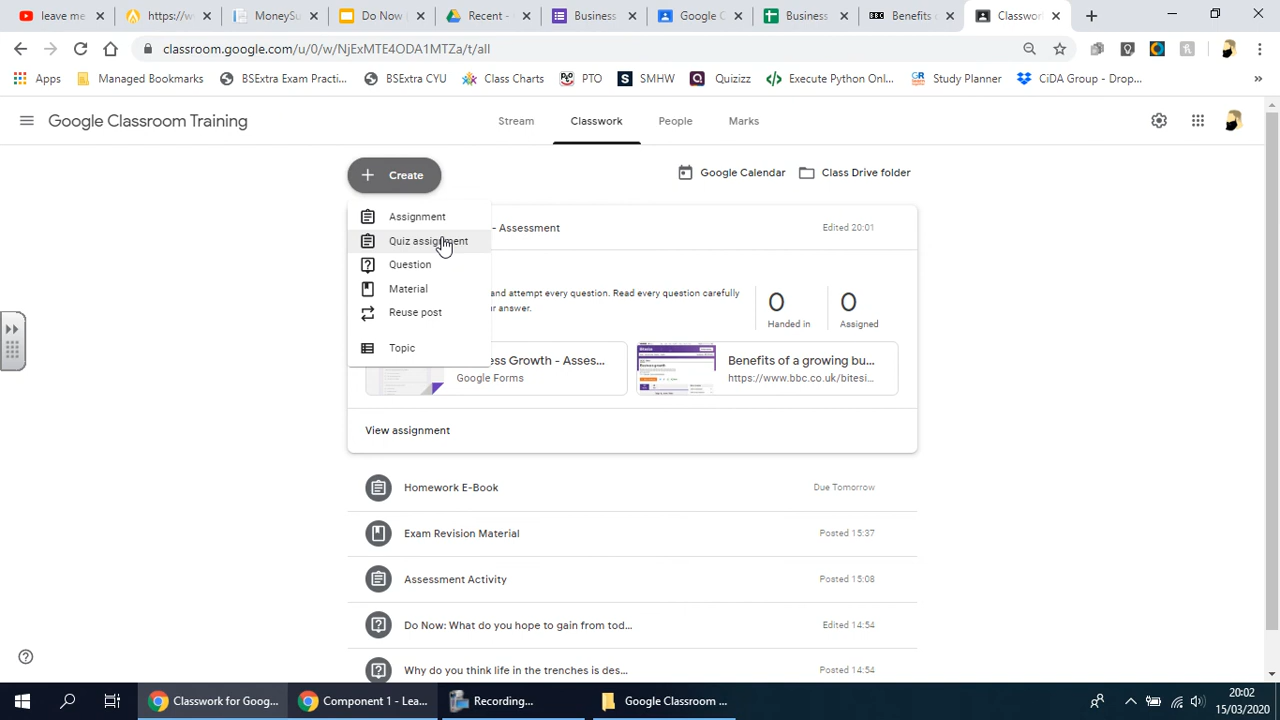 leave me
https://w
Media Su
Do Now:
Recent -
Business
Google C
Business
BBC Benefits a
Classwor
classroom.google.com/u/0/w/NjExMTE4ODA1MTZa/t/all
Apps Managed Bookmarks BSExtra Exam Practi... BSExtra CYU Class Charts PTO SMHW Quizizz Execute Python Onl... Study Planner CiDA Group - Drop... »
Google Classroom Training Stream Classwork People Marks
Create Google Calendar Class Drive folder
Assignment
- Assessment Edited 20:01
Quiz assignment
Question
Material
and attempt every question. Read every question carefully
ur answer.
0
Handed in
0
Assigned
Reuse post
Topic
ess Growth - Asses...
Google Forms
Benefits of a growing bu...
https://www.bbc.co.uk/bitesi...
View assignment
Homework E-Book Due Tomorrow
Exam Revision Material Posted 15:37
Assessment Activity Posted 15:08
Do Now: What do you hope to gain from tod... Edited 14:54
Why do you think life in the trenches is des... Posted 14:54
Classwork for Goog... Component 1 - Lea... Recording... Google Classroom ...
20:02
15/03/2020